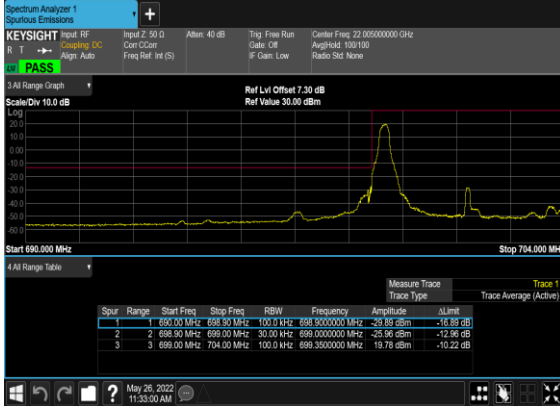 Spectrum Analyzer 1
Spurious Emissions
KEYSIGHT
R T
Input: RF
Coupling: DC
Align: Auto
Input Z: 50 Ω
Corr CCorr
Freq Ref: Int (S)
Atten: 40 dB
Trig: Free Run
Gate: Off
IF Gain: Low
Center Freq: 22.005000000 GHz
Avg|Hold: 100/100
Radio Std: None
PASS
3 All Range Graph
Scale/Div 10.0 dB
Ref Lvl Offset 7.30 dB
Ref Value 30.00 dBm
Log
20.0
10.0
0.00
-10.0
-20.0
-30.0
-40.0
-50.0
-60.0
Start 690.000 MHz
Stop 704.000 MH
4 All Range Table
Measure Trace Trace 1
Trace Type Trace Average (Active)
Spur Range Start Freq Stop Freq RBW Frequency Amplitude ΔLimit
1 1 690.00 MHz 698.90 MHz 100.0 kHz 698.9000000 MHz -29.89 dBm -16.89 dB
2 2 698.90 MHz 699.00 MHz 30.00 kHz 699.0000000 MHz -25.96 dBm -12.96 dB
3 3 699.00 MHz 704.00 MHz 100.0 kHz 699.3500000 MHz 19.78 dBm -10.22 dB
May 26, 2022
11:33:00 AM